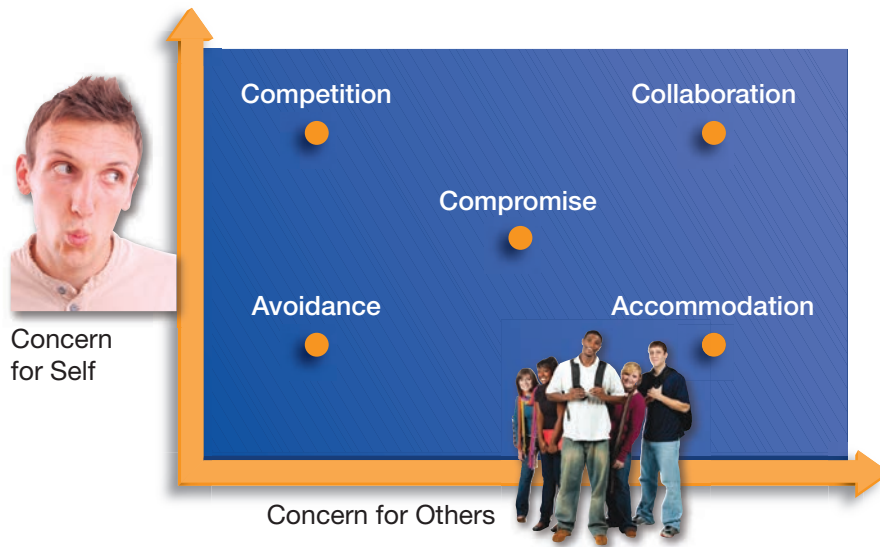 Competition
Collaboration
Compromise
Avoidance
Accommodation
Concern
for Self
Concern for Others